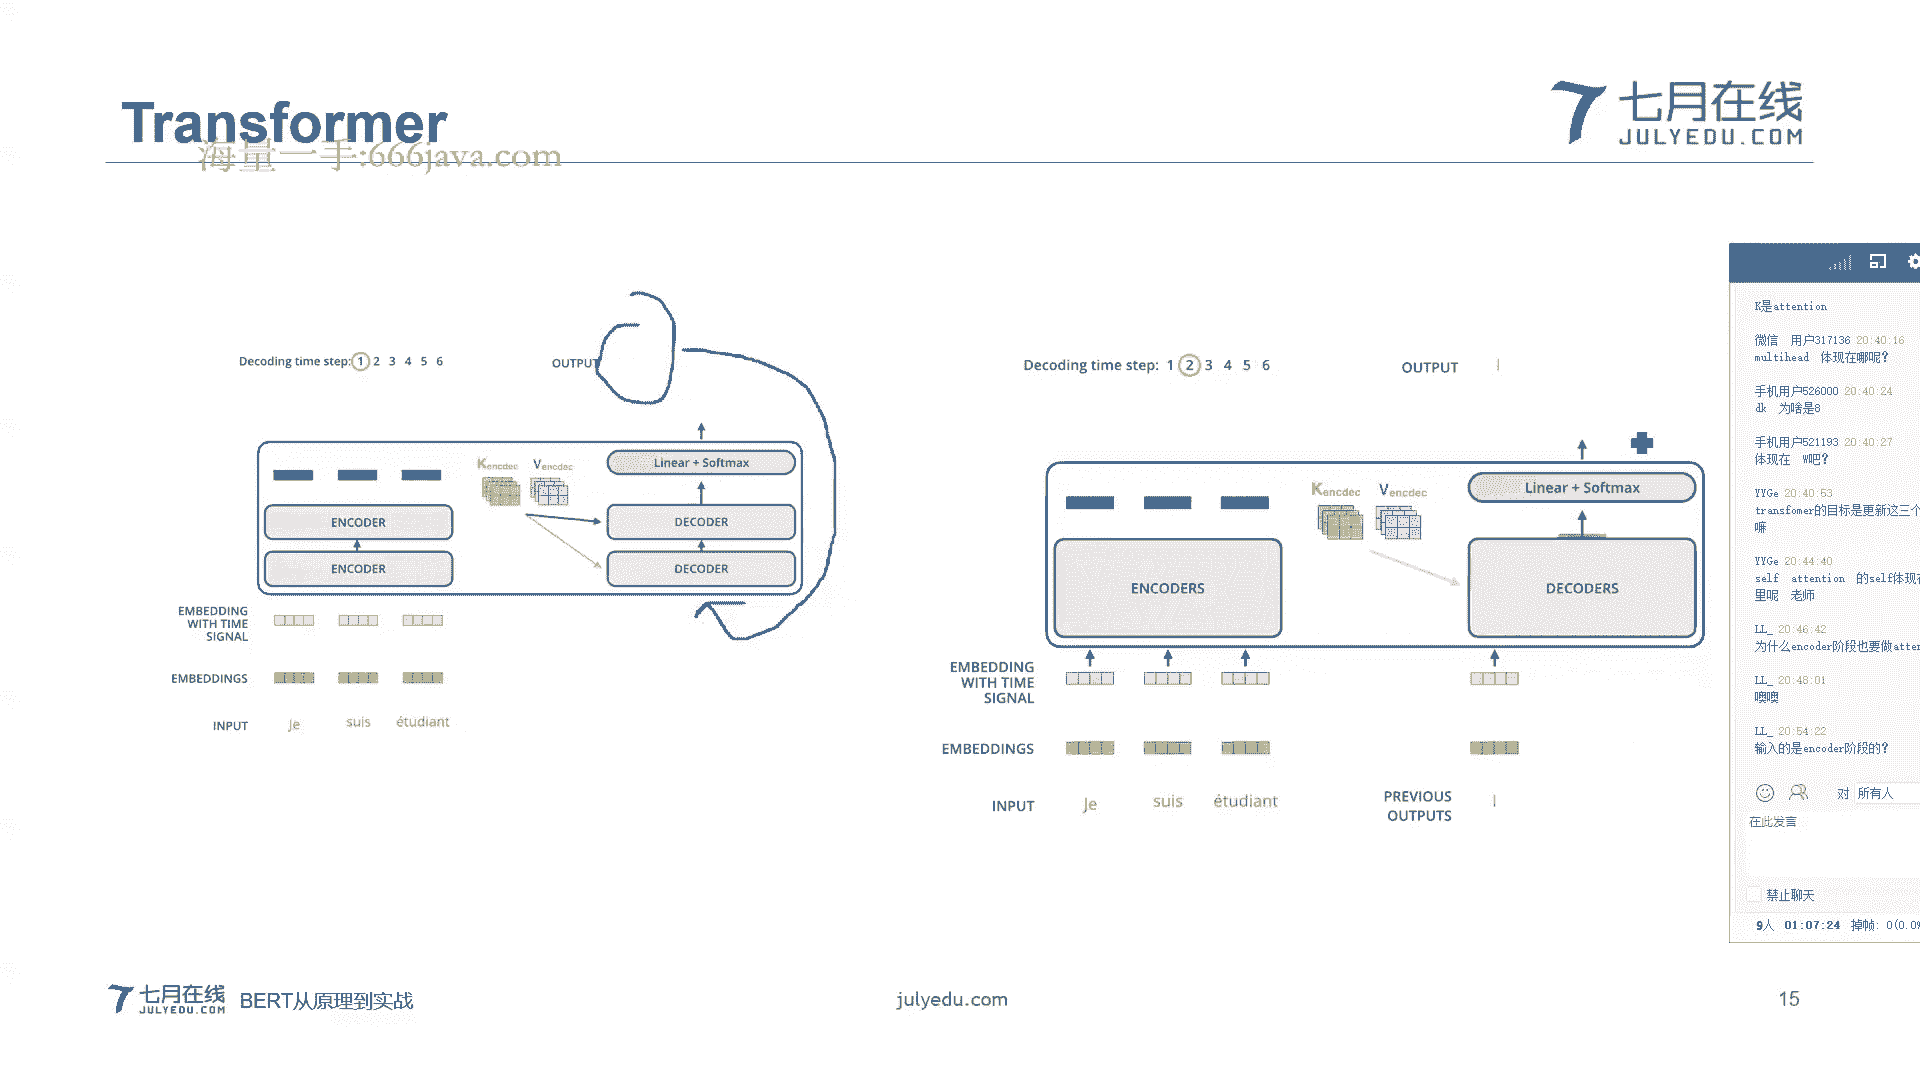 Transformer
海量一手:666java.com
七月在线
JULYEDU.COM
Decoding time step: 1 2 3 4 5 6
OUTPUT
Linear + Softmax
K encdec
V encdec
ENCODER
DECODER
ENCODER
DECODER
EMBEDDING
WITH TIME
SIGNAL
EMBEDDINGS
INPUT
Je suis étudiant
Decoding time step: 1 2 3 4 5 6
OUTPUT I
Linear + Softmax
K encdec
V encdec
ENCODERS
DECODERS
EMBEDDING
WITH TIME
SIGNAL
EMBEDDINGS
INPUT
Je suis étudiant
PREVIOUS
OUTPUTS
I
K是attention
微信 用户317136 20:40:16
multihead 体现在哪呢?
手机用户526000 20:40:24
dk 为啥是8
手机用户521193 20:40:27
体现在 W吧?
YYGe 20:40:53
transfomer的目标是更新这三个
嘛
YYGe 20:44:40
self attention 的self体现在
里呢 老师
LL_ 20:46:42
为什么encoder阶段也要做atten
LL_ 20:48:01
噢噢
LL_ 20:54:22
输入的是encoder阶段的?
对 所有人
在此发言
禁止聊天
9人 01:07:24 掉帧: 0(0.0%
七月在线
JULYEDU.COM
BERT从原理到实战
julyedu.com
15